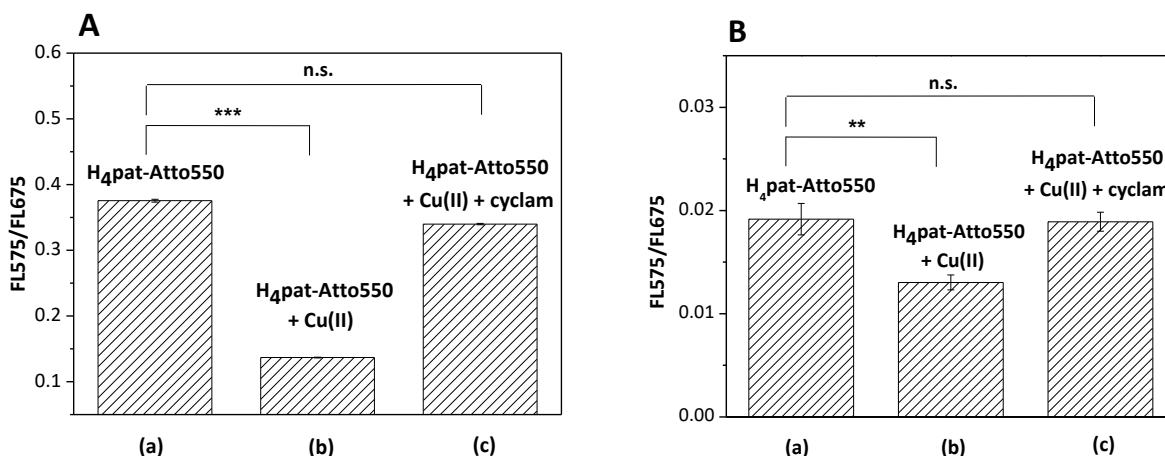 A
0.6
0.5
0.4
0.3
0.2
0.1
FL575/FL675
n.s.
***
H4pat-Atto550
H4pat-Atto550
+ Cu(II)
H4pat-Atto550
+ Cu(II) + cyclam
(a)
(b)
(c)
B
0.03
0.02
0.01
0.00
FL575/FL675
n.s.
**
H4pat-Atto550
H4pat-Atto550
+ Cu(II)
H4pat-Atto550
+ Cu(II) + cyclam
(a)
(b)
(c)